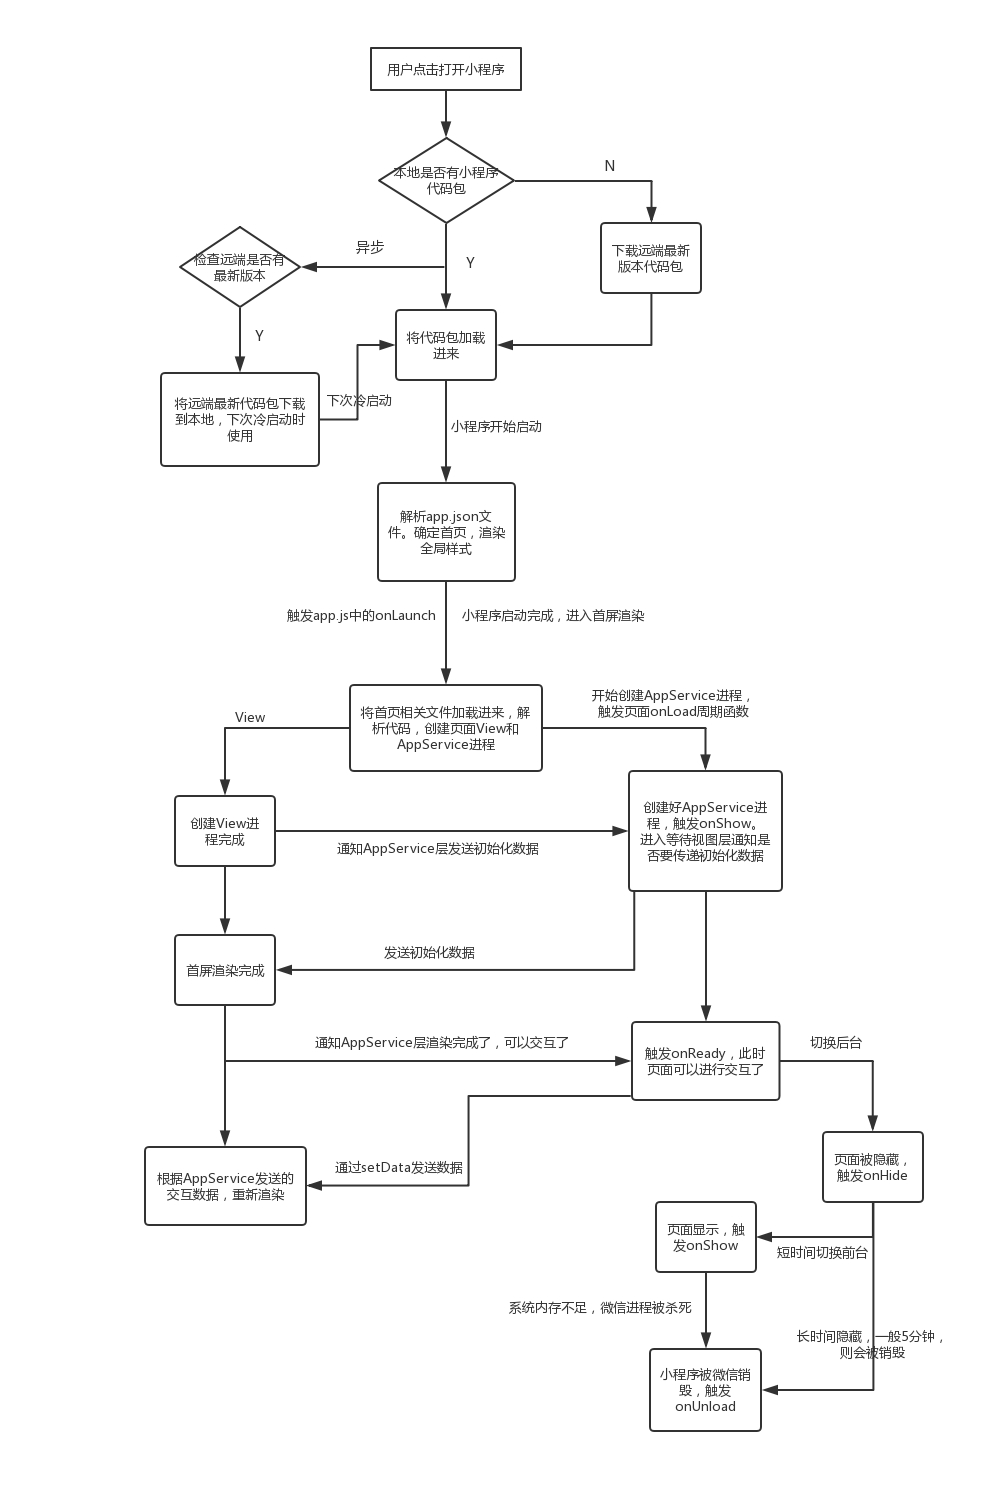 用户点击打开小程序
本地是否有小程序
代码包
N
检查远端是否有
最新版本
异步
Y
下载远端最新
版本代码包
Y
将代码包加载
进来
将远端最新代码包下载
到本地，下次冷启动时
使用
下次冷启动
小程序开始启动
解析app.json文
件。确定首页，渲染
全局样式
触发app.js中的onLaunch
小程序启动完成，进入首屏渲染
将首页相关文件加载进来，解
析代码，创建页面View和
AppService进程
View
开始创建AppService进程，
触发页面onLoad周期函数
创建View进
程完成
创建好AppService进
程，触发onShow。
进入等待视图层通知是
否要传递初始化数据
通知AppService层发送初始化数据
首屏渲染完成
发送初始化数据
通知AppService层渲染完成了，可以交互了
触发onReady，此时
页面可以进行交互了
切换后台
根据AppService发送的
交互数据，重新渲染
通过setData发送数据
页面被隐藏，
触发onHide
页面显示，触
发onShow
短时间切换前台
系统内存不足，微信进程被杀死
长时间隐藏，一般5分钟，
则会被销毁
小程序被微信销
毁，触发
onUnload